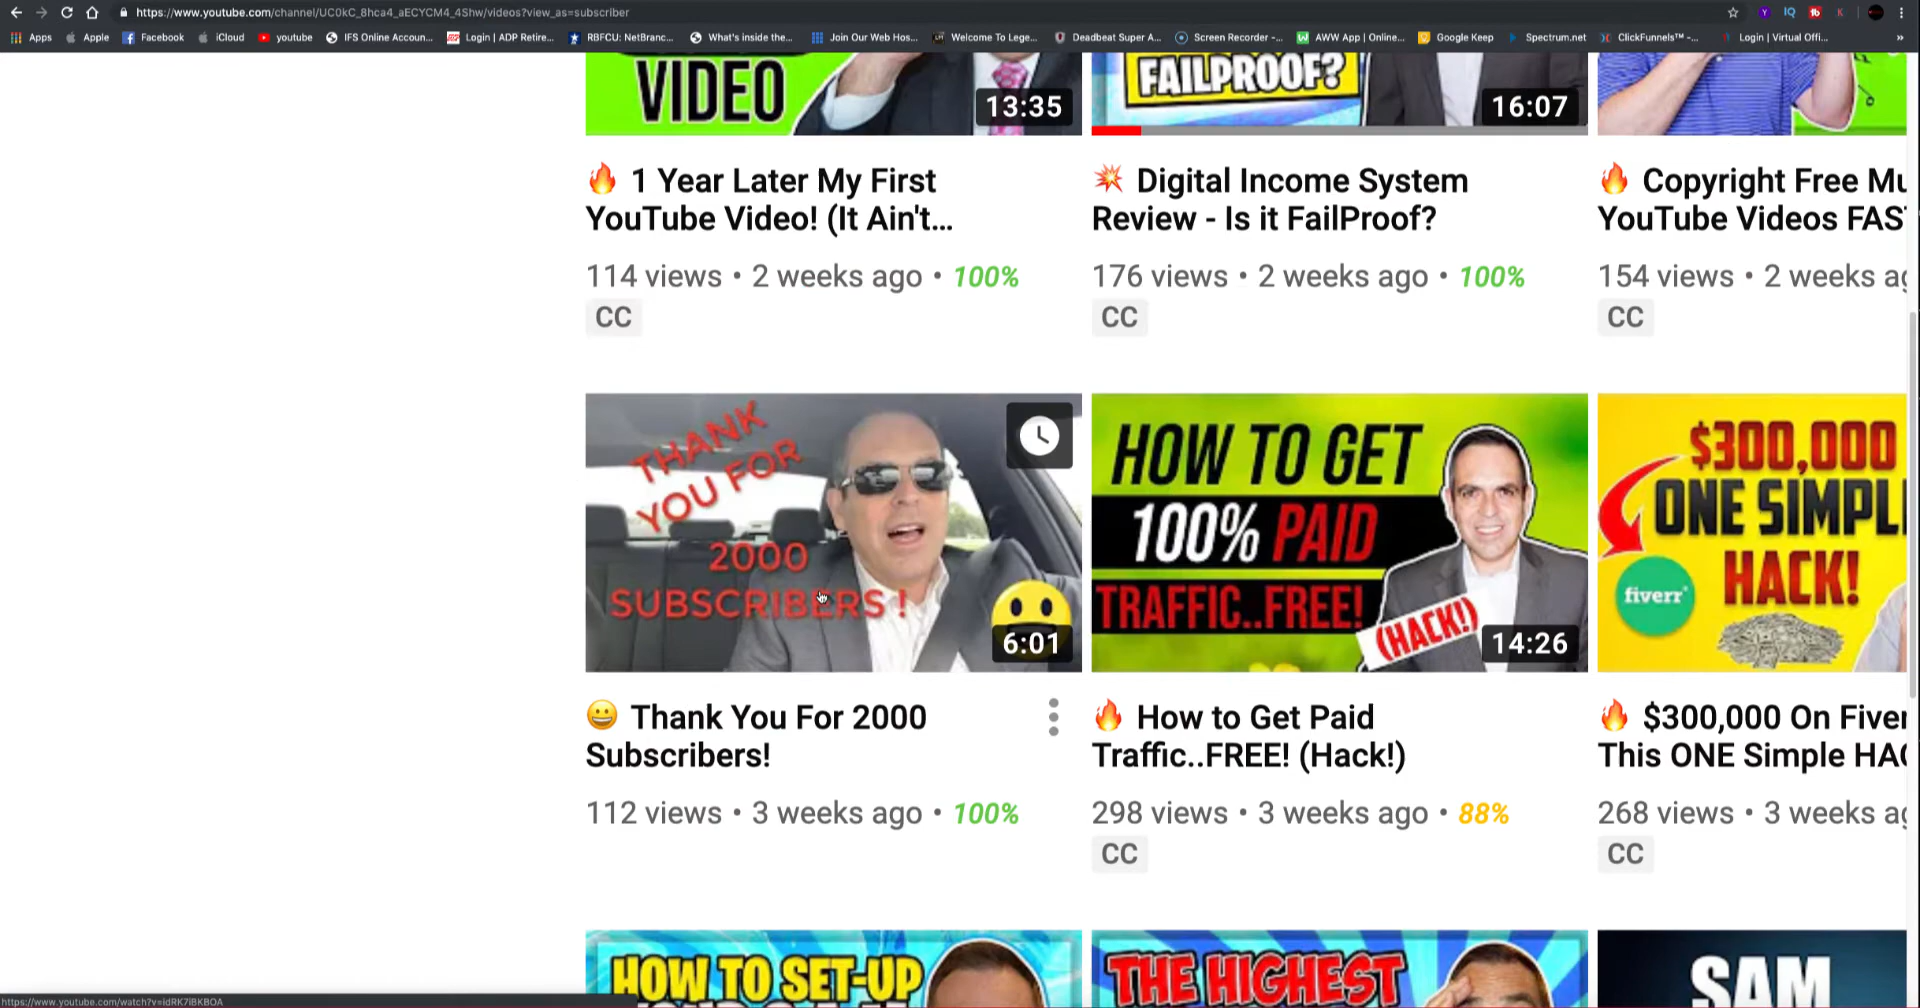 https://www.youtube.com/channel/UC0kC_8hca4_aECYCM4_4Shw/videos?view_as=subscriber
Apps Apple Facebook iCloud youtube IFS Online Accoun... Login | ADP Retire... RBFCU: NetBranc... What's inside the... Join Our Web Hos... Welcome To Lege... Deadbeat Super A... Screen Recorder -... AWW App | Online... Google Keep Spectrum.net ClickFunnels™ -... Login | Virtual Offi... »
VIDEO
13:35
FAILPROOF?
16:07
🔥 1 Year Later My First
YouTube Video! (It Ain't...
114 views • 2 weeks ago • 100%
CC
💥 Digital Income System
Review - Is it FailProof?
176 views • 2 weeks ago • 100%
CC
🔥 Copyright Free Mu
YouTube Videos FAS
154 views • 2 weeks ag
CC
THANK
YOU FOR
2000
SUBSCRIBERS !
6:01
HOW TO GET
100% PAID
TRAFFIC..FREE!
(HACK!)
14:26
$300,000
ONE SIMPL
HACK!
fiverr
😀 Thank You For 2000
Subscribers!
112 views • 3 weeks ago • 100%
🔥 How to Get Paid
Traffic..FREE! (Hack!)
298 views • 3 weeks ago • 88%
CC
🔥 $300,000 On Fiver
This ONE Simple HAC
268 views • 3 weeks ag
CC
HOW TO SET-UP
THE HIGHEST
SAM
https://www.youtube.com/watch?v=idRK7iBKBOA